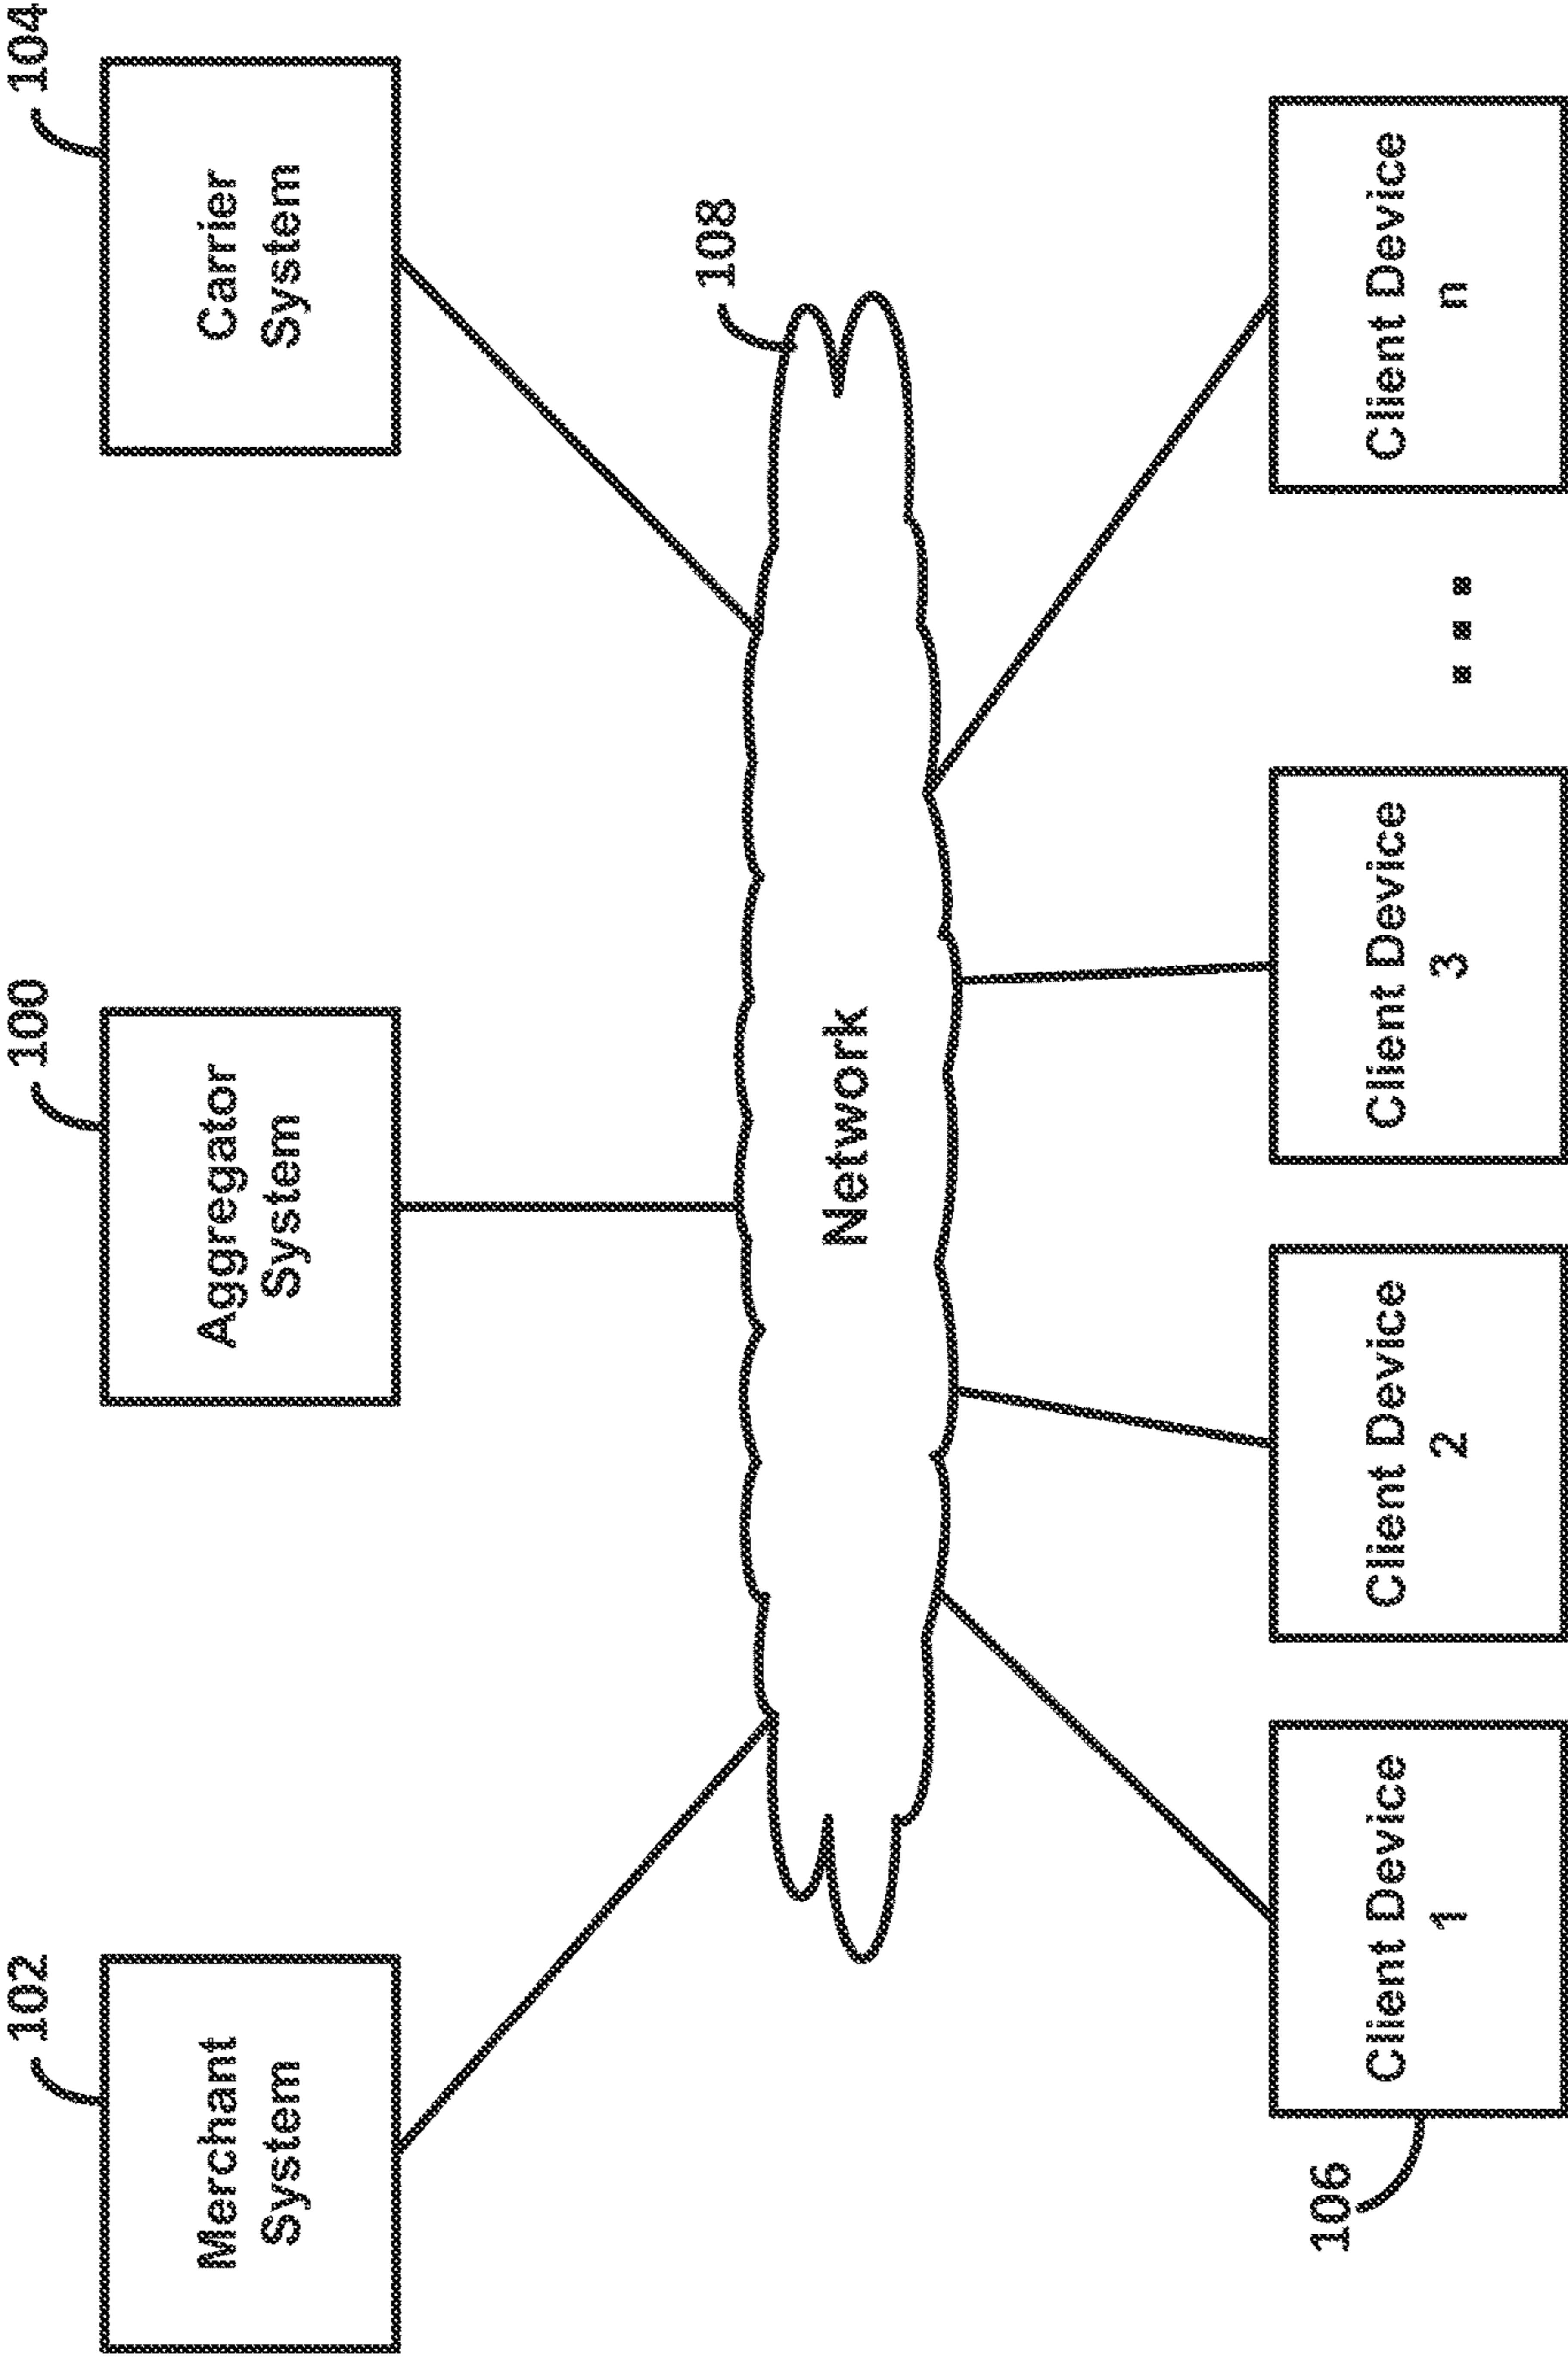 102
100
104
Merchant
System
Aggregator
System
Carrier
System
108
Network
106
Client Device
1
Client Device
2
Client Device
3
Client Device
n